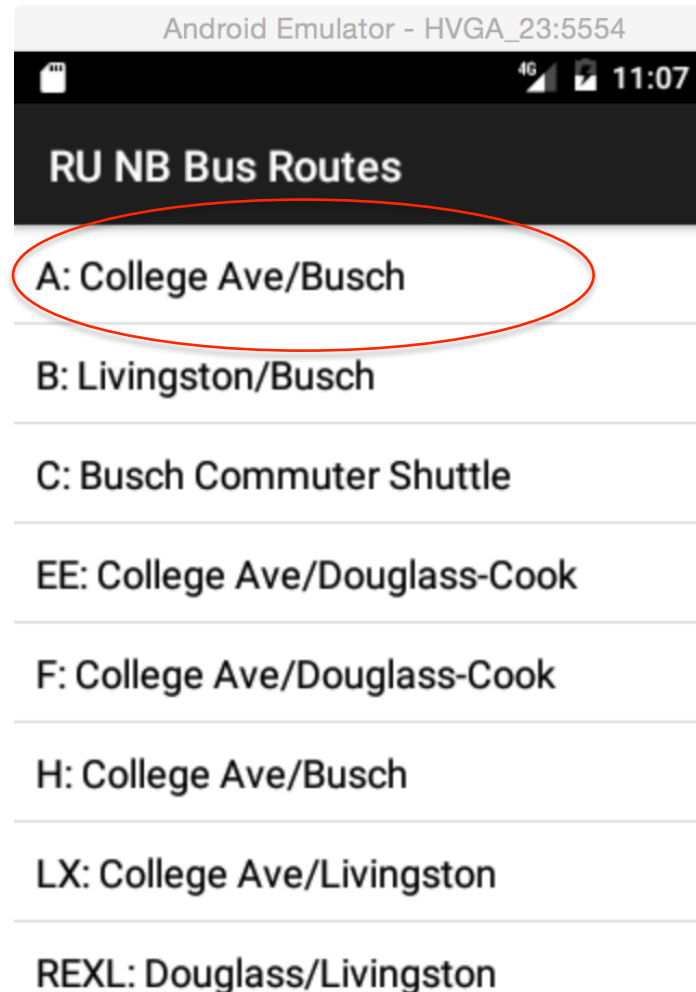 Android Emulator - HVGA_23:5554
4G 11:07
RU NB Bus Routes
A: College Ave/Busch
B: Livingston/Busch
C: Busch Commuter Shuttle
EE: College Ave/Douglass-Cook
F: College Ave/Douglass-Cook
H: College Ave/Busch
LX: College Ave/Livingston
REXL: Douglass/Livingston